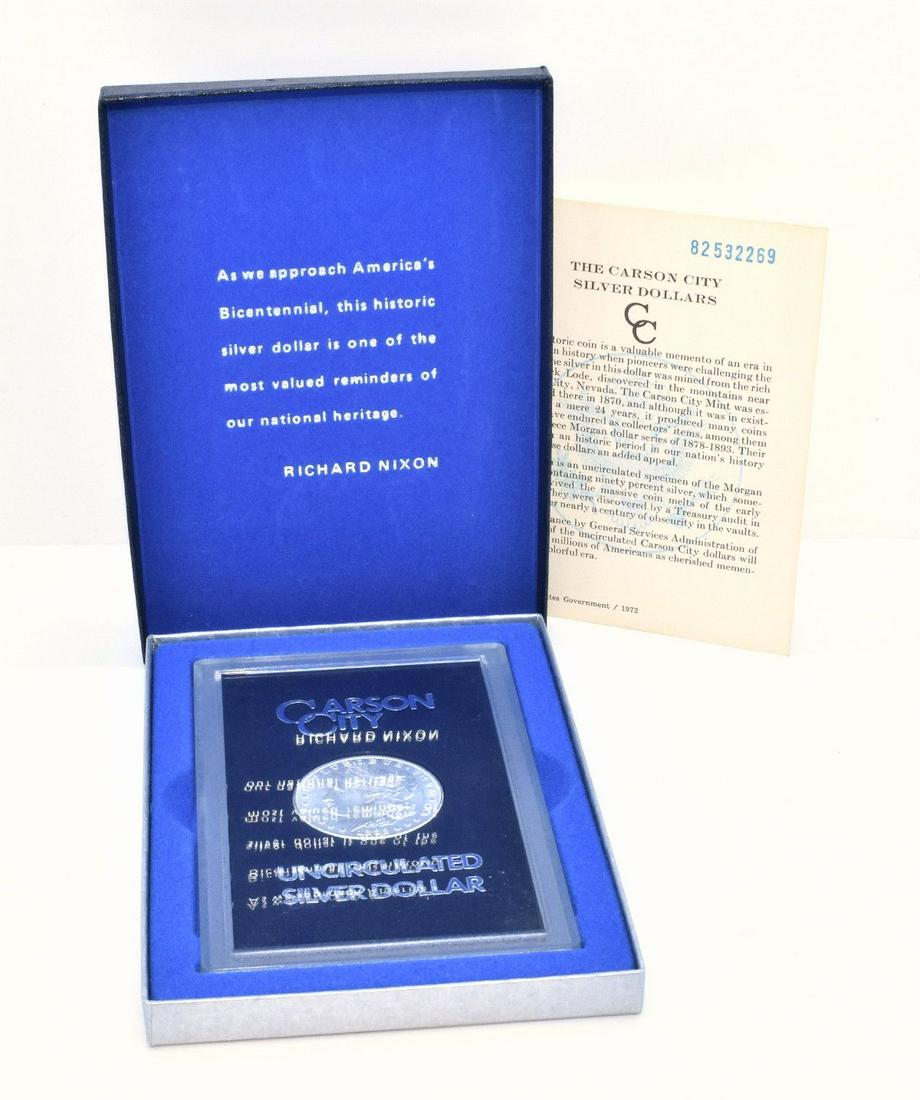 As we approach America's
Bicentennial, this historic
silver dollar is one of the
most valued reminders of
our national heritage.
RICHARD NIXON
82532269
THE CARSON CITY
SILVER DOLLARS
CC
toric coin is a valuable memento of an era in
n history when pioneers were challenging the
he silver in this dollar was mined from the rich
k Lode, discovered in the mountains near
City, Nevada. The Carson City Mint was es-
d there in 1870, and although it was in exist-
a mere 24 years, it produced many coins
ve endured as collectors' items, among them
ece Morgan dollar series of 1878-1893. Their
n an historic period in our nation's history
se dollars an added appeal.
n is an uncirculated specimen of the Morgan
ontaining ninety percent silver, which some-
vived the massive coin melts of the early
They were discovered by a Treasury audit in
er nearly a century of obscurity in the vaults.
ance by General Services Administration of
of the uncirculated Carson City dollars will
millions of Americans as cherished memen-
olorful era.
tes Government / 1972
CARSON
CITY
RICHARD NIXON
UNCIRCULATED
SILVER DOLLAR